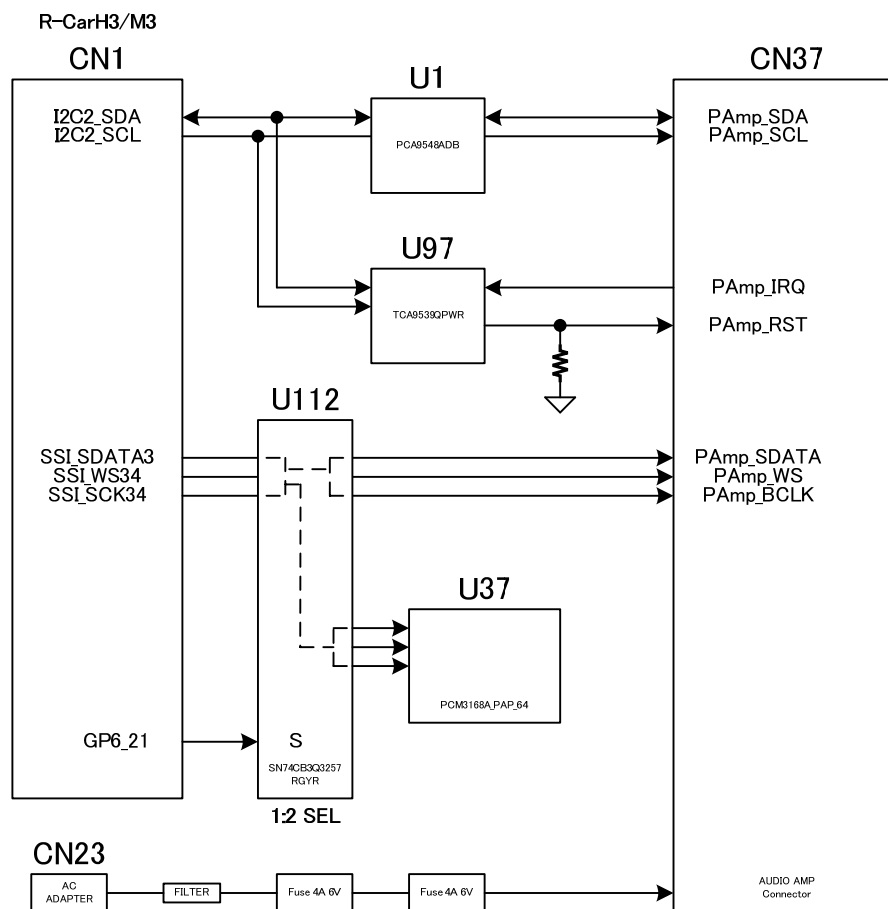 R-CarH3/M3
CN1
U1
CN37
I2C2_SDA
PAmp_SDA
I2C2_SCL
PCA9548ADB
PAmp_SCL
U97
PAmp_IRQ
TCA9539QPWR
PAmp_RST
U112
SSI_SDATA3
PAmp_SDATA
SSI_WS34
PAmp_WS
SSI_SCK34
PAmp_BCLK
U37
PCM3168A_PAP_64
GP6_21
S
SN74CB3Q3257
RGYR
1:2 SEL
CN23
AC
ADAPTER
FILTER
Fuse 4A 6V
Fuse 4A 6V
AUDIO AMP
Connector